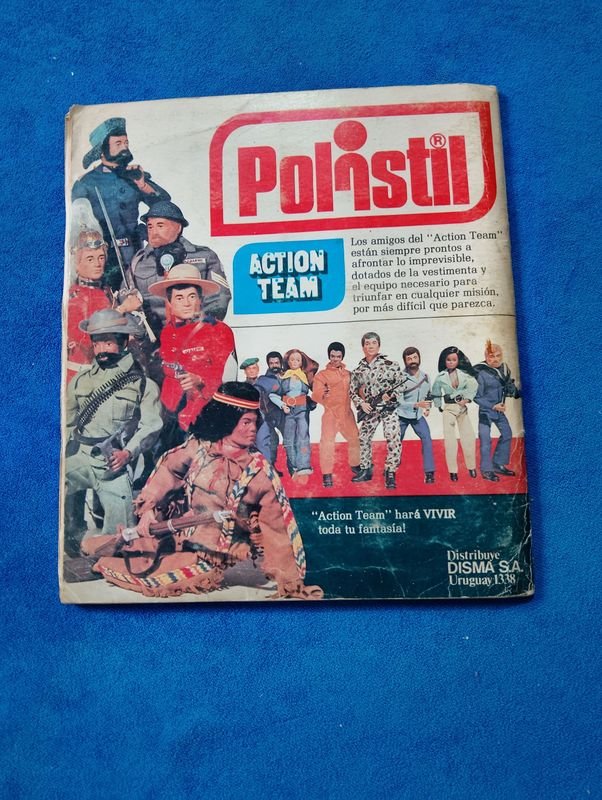 Polistil®
ACTION
TEAM
Los amigos del "Action Team"
están siempre prontos a
afrontar lo imprevisible,
dotados de la vestimenta y
el equipo necesario para
triunfar en cualquier misión,
por más difícil que parezca.
"Action Team" hará VIVIR
toda tu fantasía!
Distribuye
DISMA S.A.
Uruguay 1338